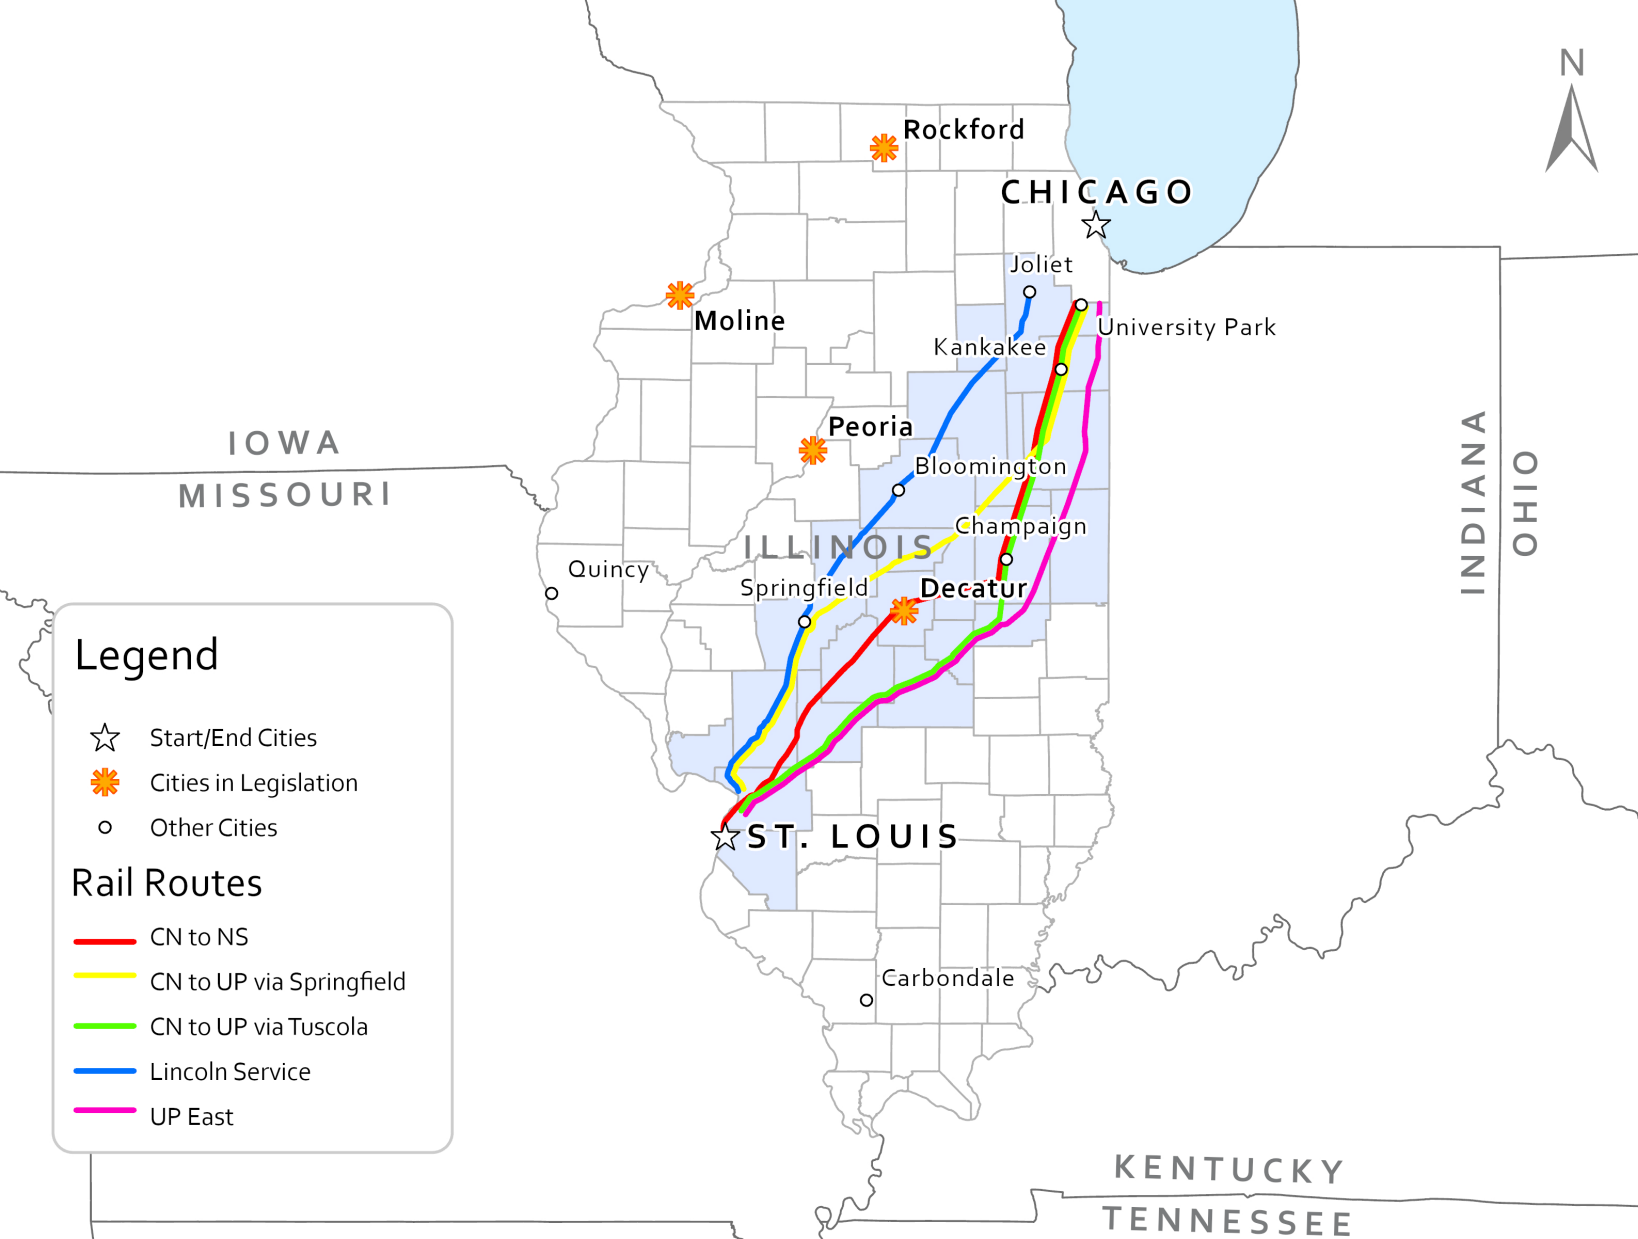 N
Rockford
CHICAGO
Joliet
Moline
University Park
Kankakee
Peoria
IOWA
MISSOURI
Bloomington
INDIANA
OHIO
Champaign
ILLINOIS
Quincy
Springfield
Decatur
ST. LOUIS
Carbondale
KENTUCKY
TENNESSEE
Legend
Start/End Cities
Cities in Legislation
Other Cities
Rail Routes
CN to NS
CN to UP via Springfield
CN to UP via Tuscola
Lincoln Service
UP East